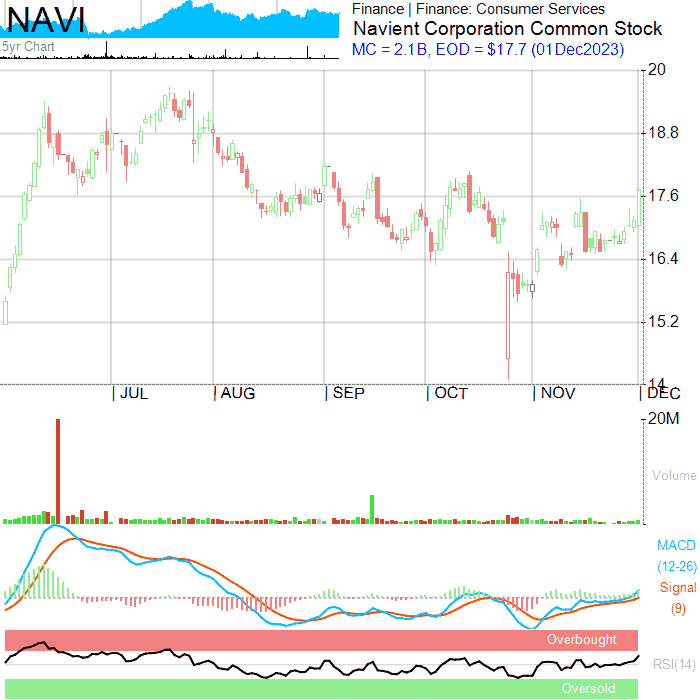 NAVI
5yr Chart
Finance | Finance: Consumer Services
Navient Corporation Common Stock
MC = 2.1B, EOD = $17.7 (01Dec2023)
20
18.8
17.6
16.4
15.2
14
JUL
AUG
SEP
OCT
NOV
DEC
20M
Volume
MACD
(12-26)
Signal
(9)
Overbought
RSI(14)
Oversold